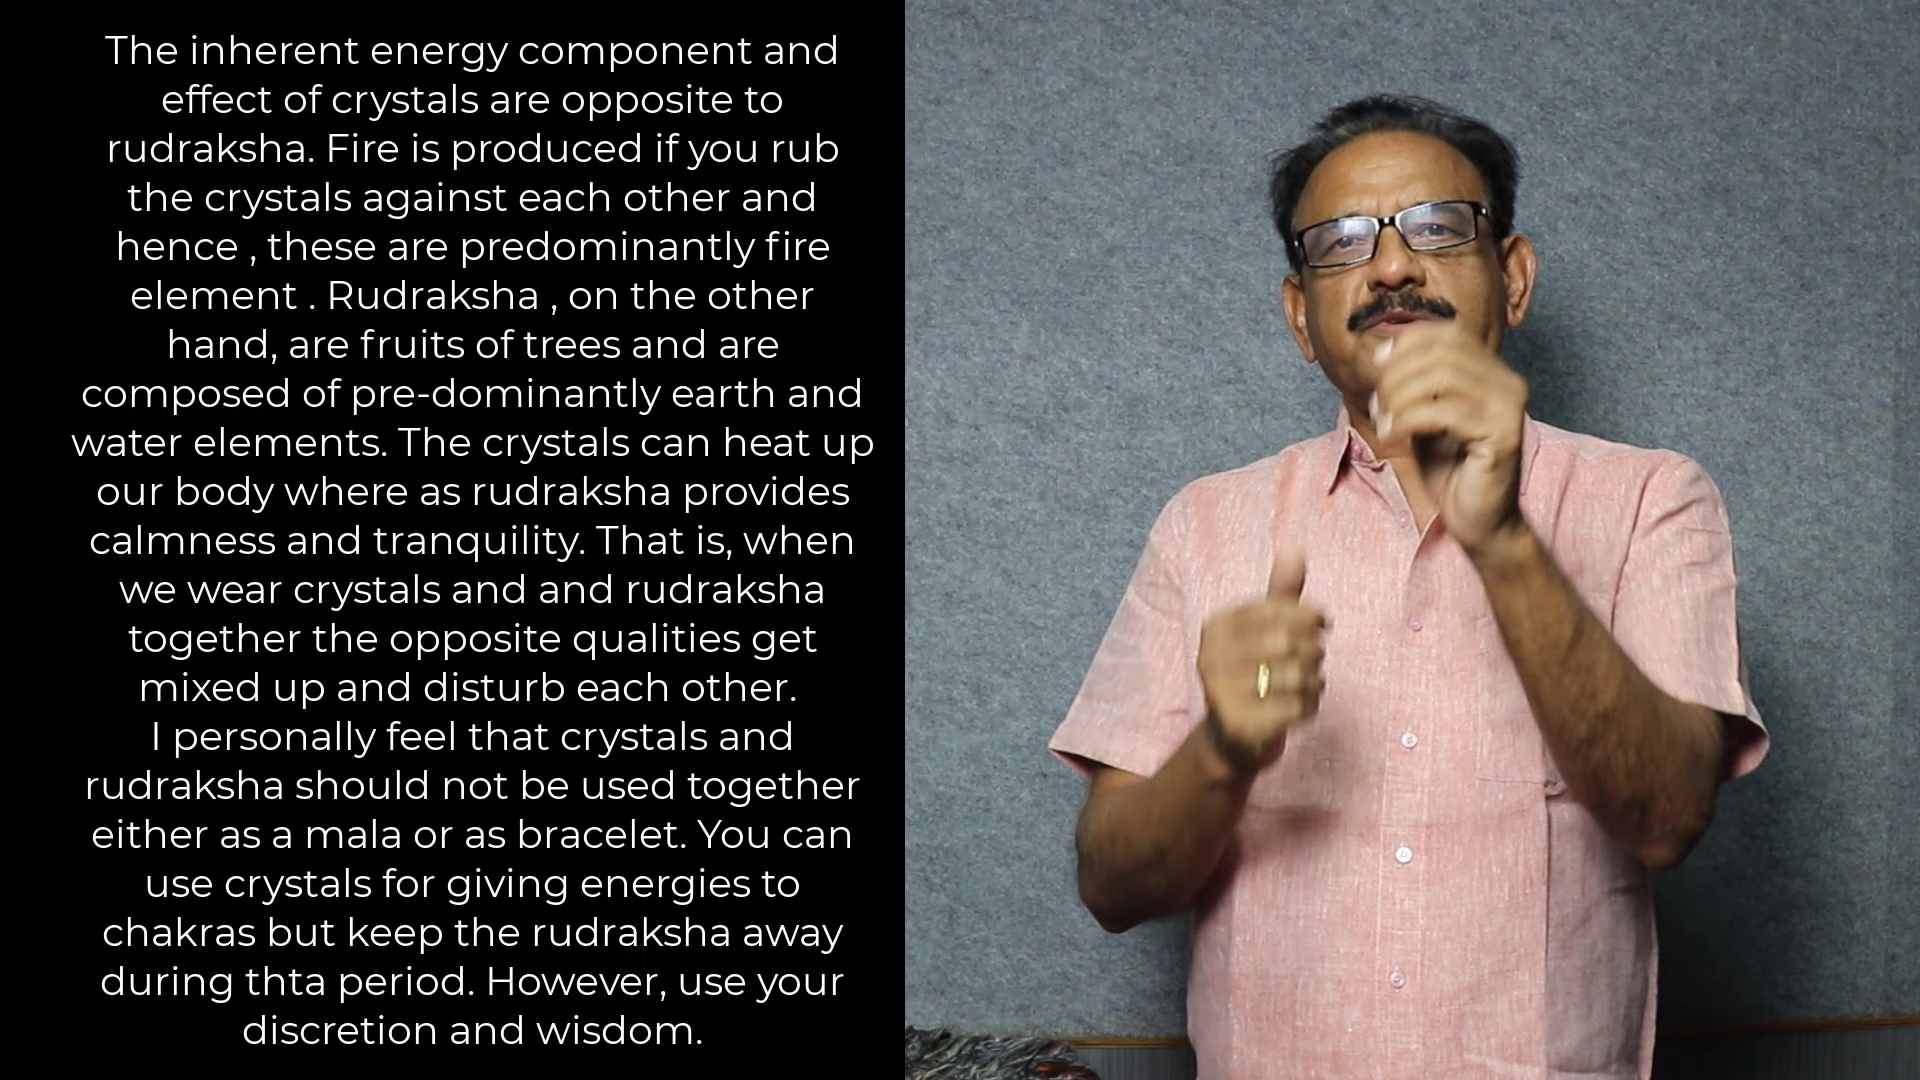 The inherent energy component and
effect of crystals are opposite to
rudraksha. Fire is produced if you rub
the crystals against each other and
hence , these are predominantly fire
element . Rudraksha , on the other
hand, are fruits of trees and are
composed of pre-dominantly earth and
water elements. The crystals can heat up
our body where as rudraksha provides
calmness and tranquility. That is, when
we wear crystals and and rudraksha
together the opposite qualities get
mixed up and disturb each other.
I personally feel that crystals and
rudraksha should not be used together
either as a mala or as bracelet. You can
use crystals for giving energies to
chakras but keep the rudraksha away
during thta period. However, use your
discretion and wisdom.